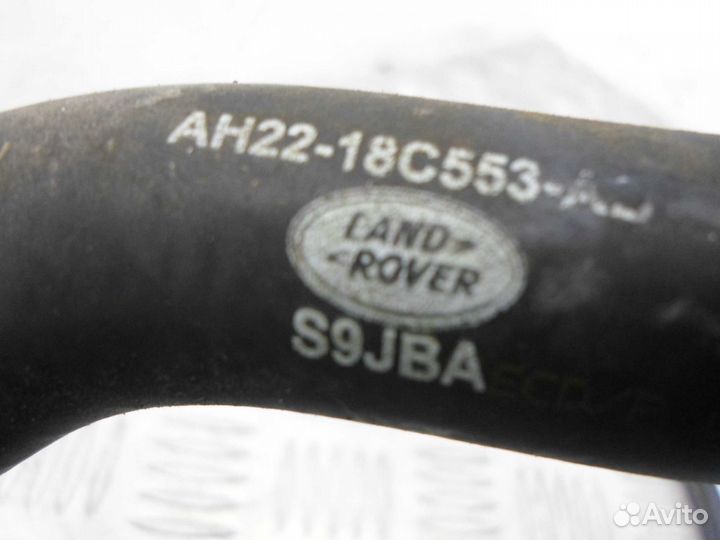 AH22-18C553-A
LAND
ROVER
S9JBA
Avito